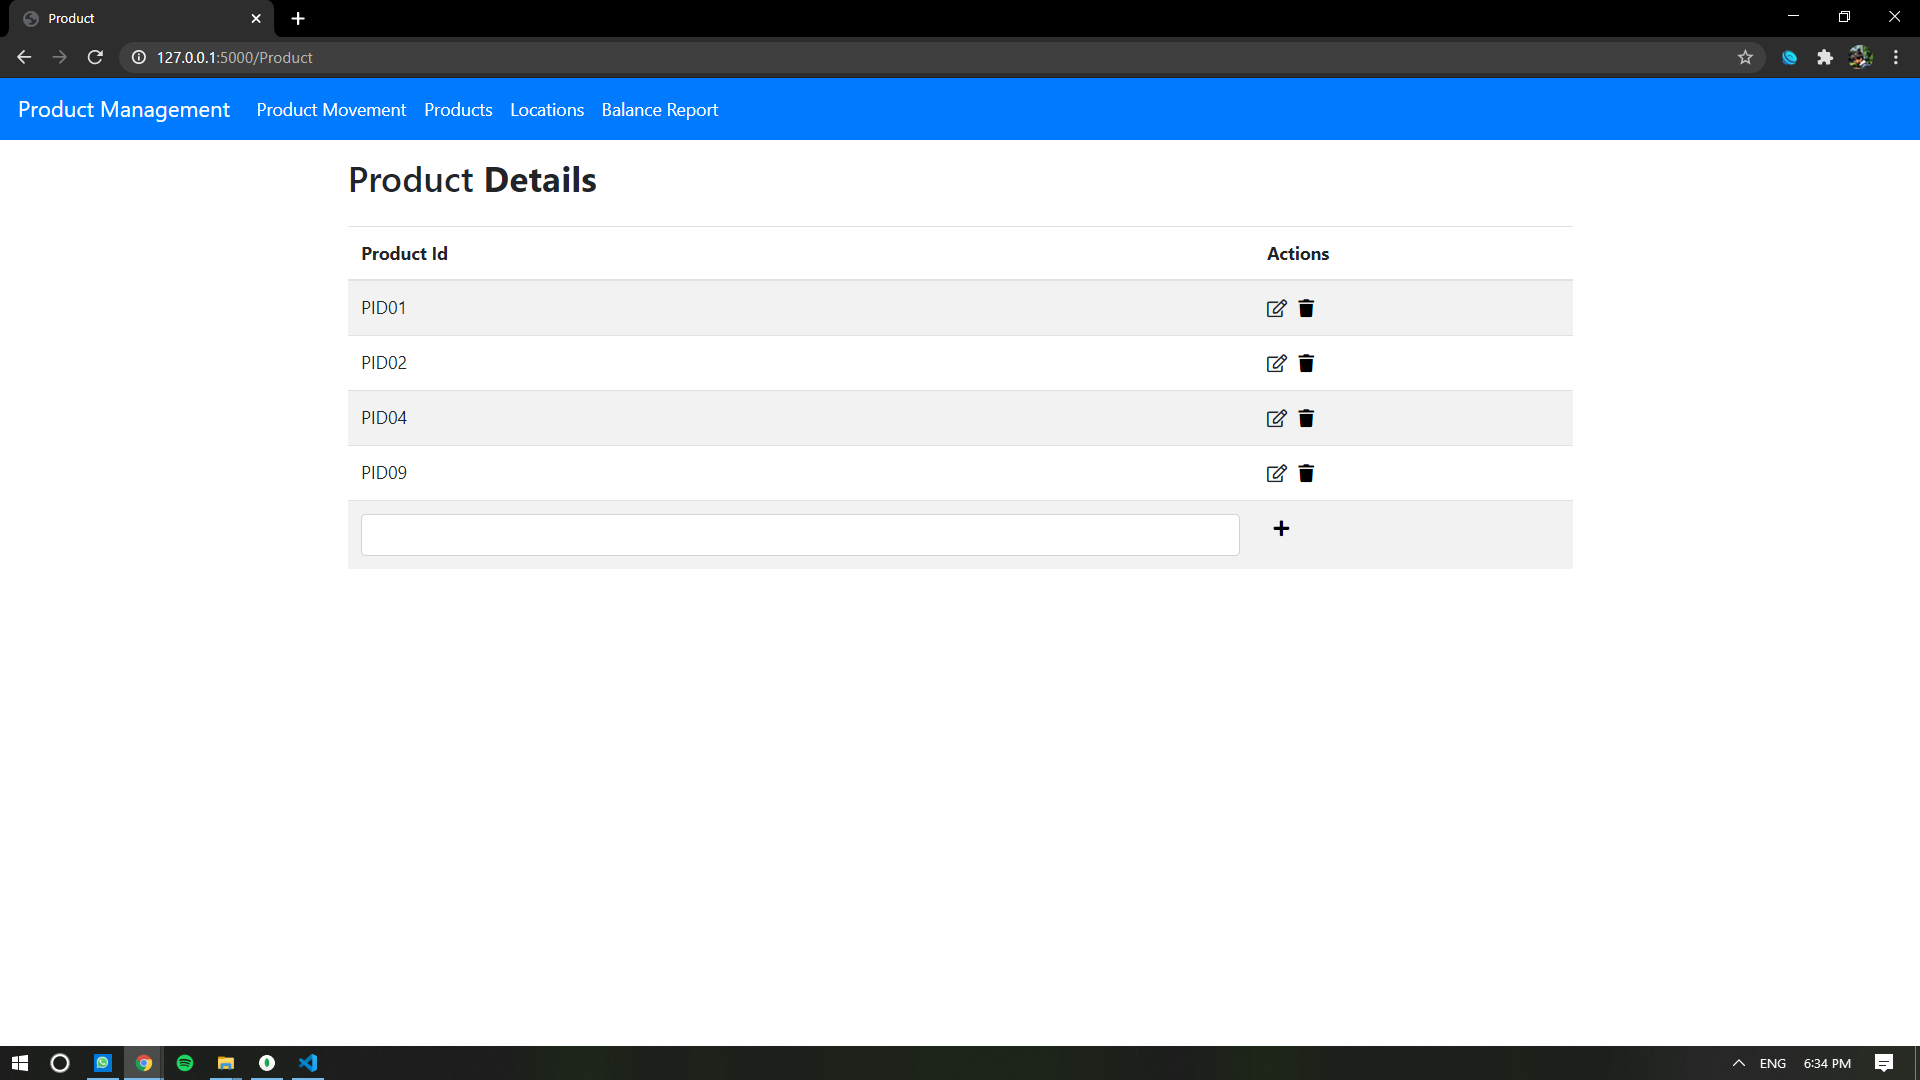 Product
127.0.0.1:5000/Product
Product Management Product Movement Products Locations Balance Report
Product Details
Product Id Actions
PID01
PID02
PID04
PID09
ENG 6:34 PM